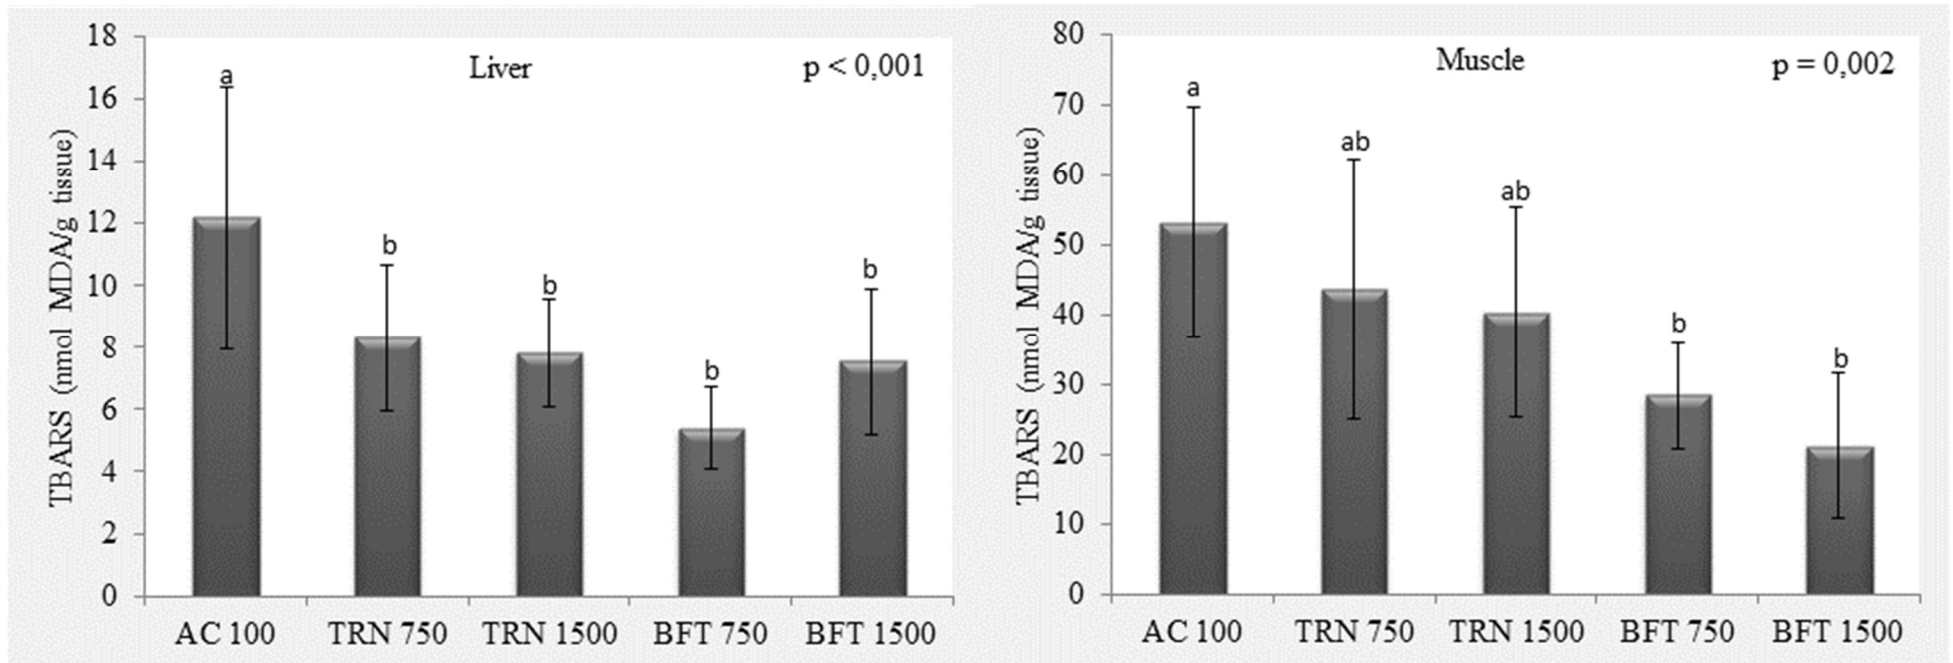 Liver
p < 0,001
TBARS (nmol MDA/g tissue)
18
16
14
12
10
8
6
4
2
0
a
b
b
b
b
AC 100
TRN 750
TRN 1500
BFT 750
BFT 1500
Muscle
p = 0,002
TBARS (nmol MDA/g tissue)
80
70
60
50
40
30
20
10
0
a
ab
ab
b
b
AC 100
TRN 750
TRN 1500
BFT 750
BFT 1500